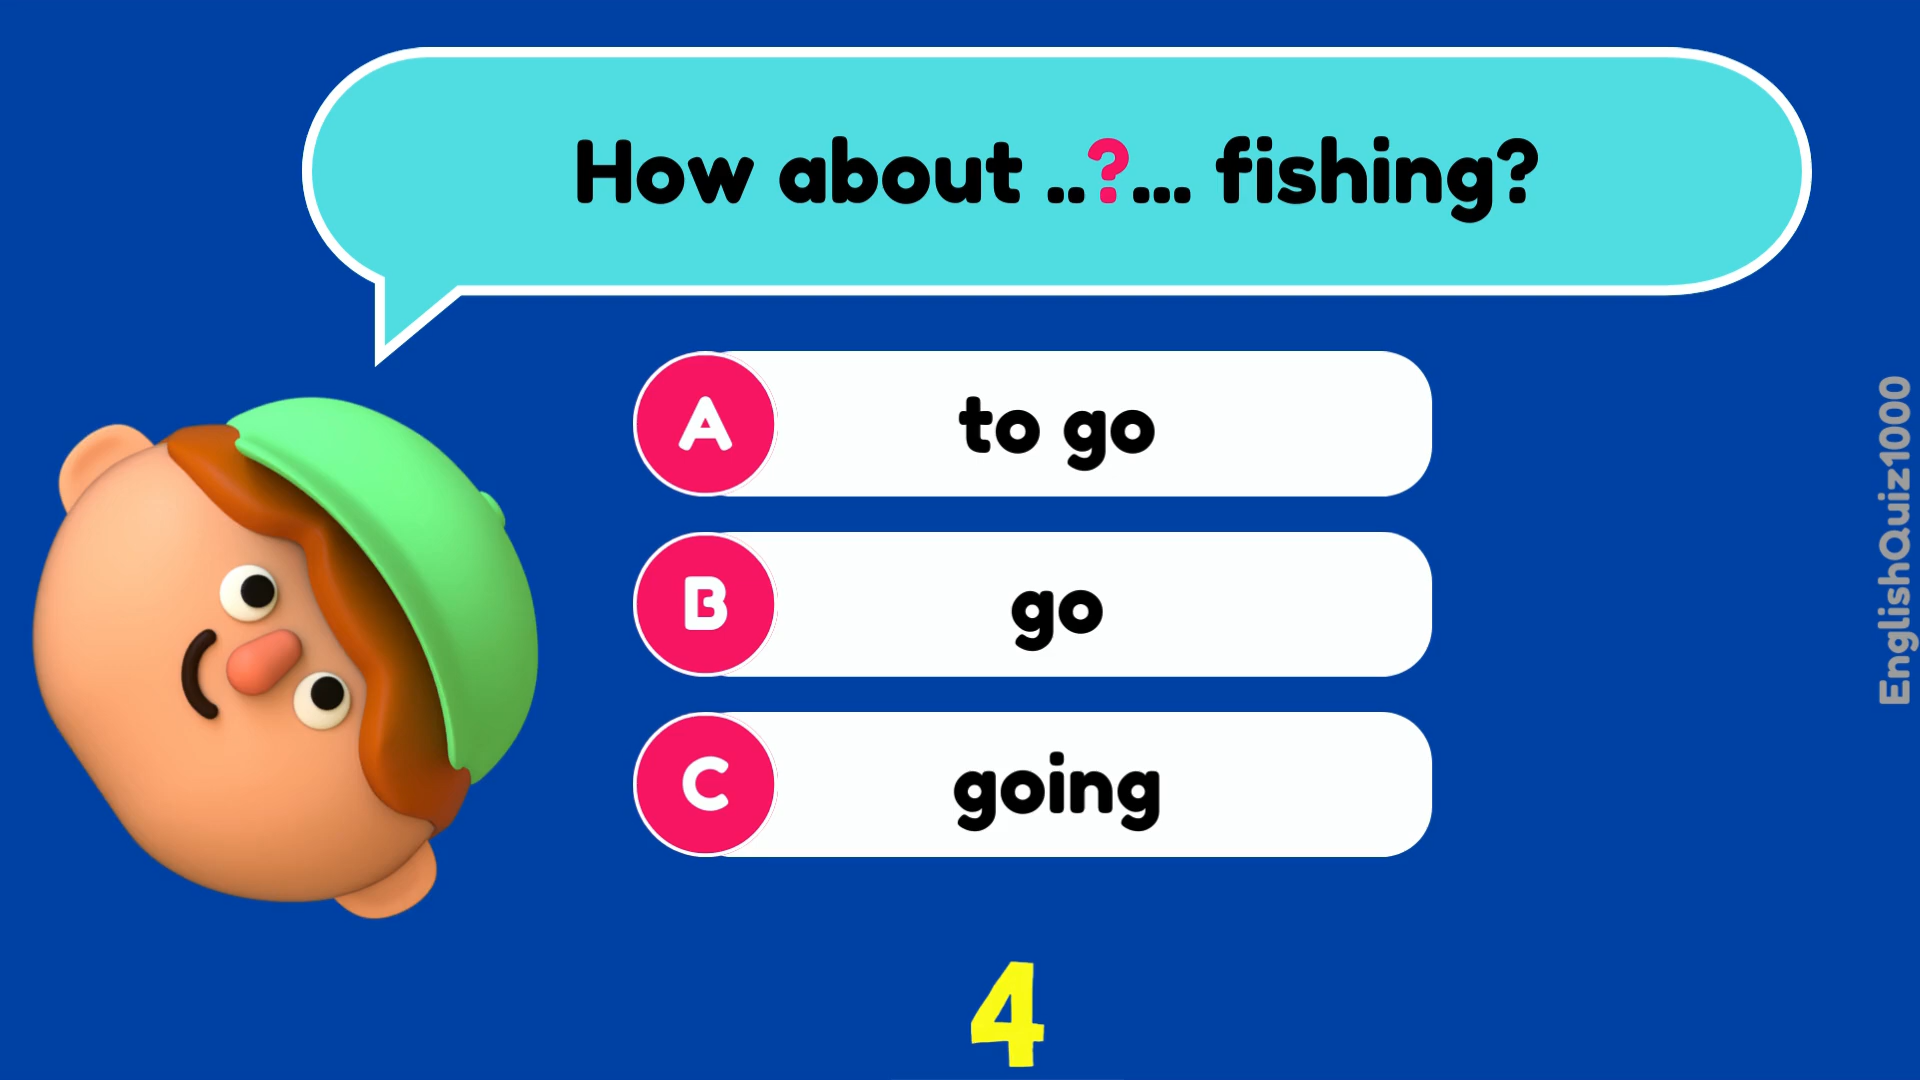 How about ..?... fishing?
A to go
B go
C going
4
EnglishQuiz1000